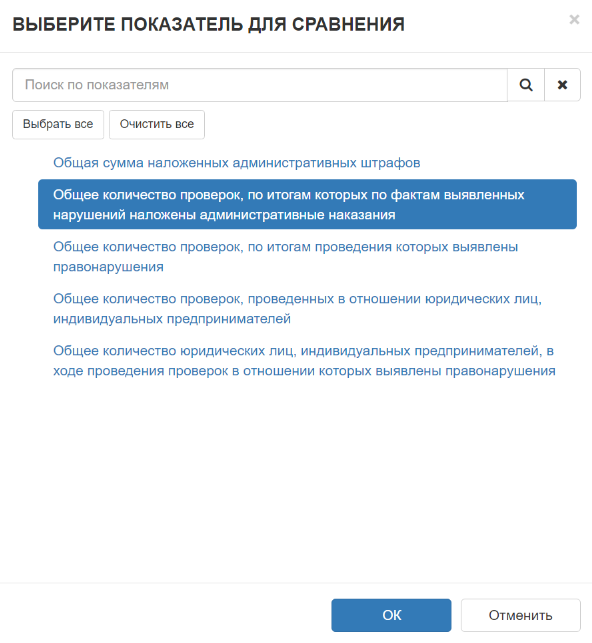 ВЫБЕРИТЕ ПОКАЗАТЕЛЬ ДЛЯ СРАВНЕНИЯ
Поиск по показателям
Выбрать все
Очистить все
Общая сумма наложенных административных штрафов
Общее количество проверок, по итогам которых по фактам выявленных
нарушений наложены административные наказания
Общее количество проверок, по итогам проведения которых выявлены
правонарушения
Общее количество проверок, проведенных в отношении юридических лиц,
индивидуальных предпринимателей
Общее количество юридических лиц, индивидуальных предпринимателей, в
ходе проведения проверок в отношении которых выявлены правонарушения
ОК
Отменить